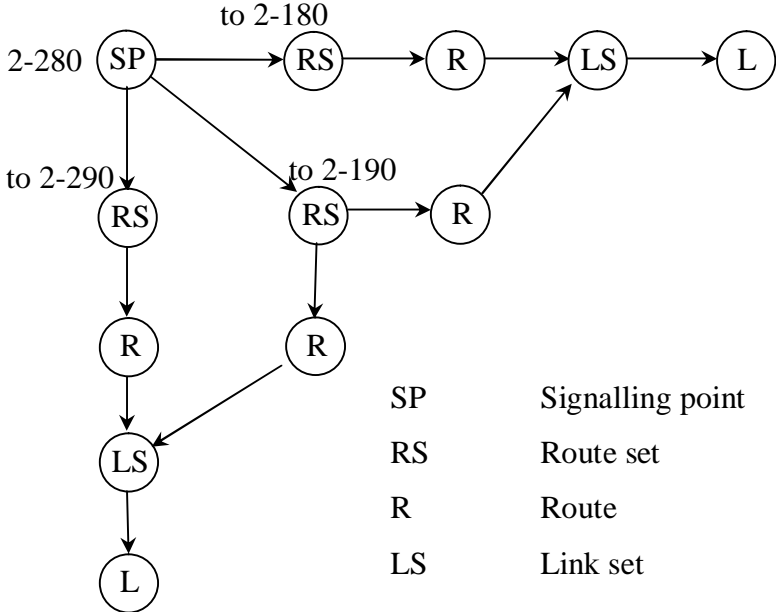 to 2-180
2-280 SP RS R LS L
to 2-290 to 2-190
RS RS R
R R
SP Signalling point
RS Route set
LS
R Route
LS Link set
L